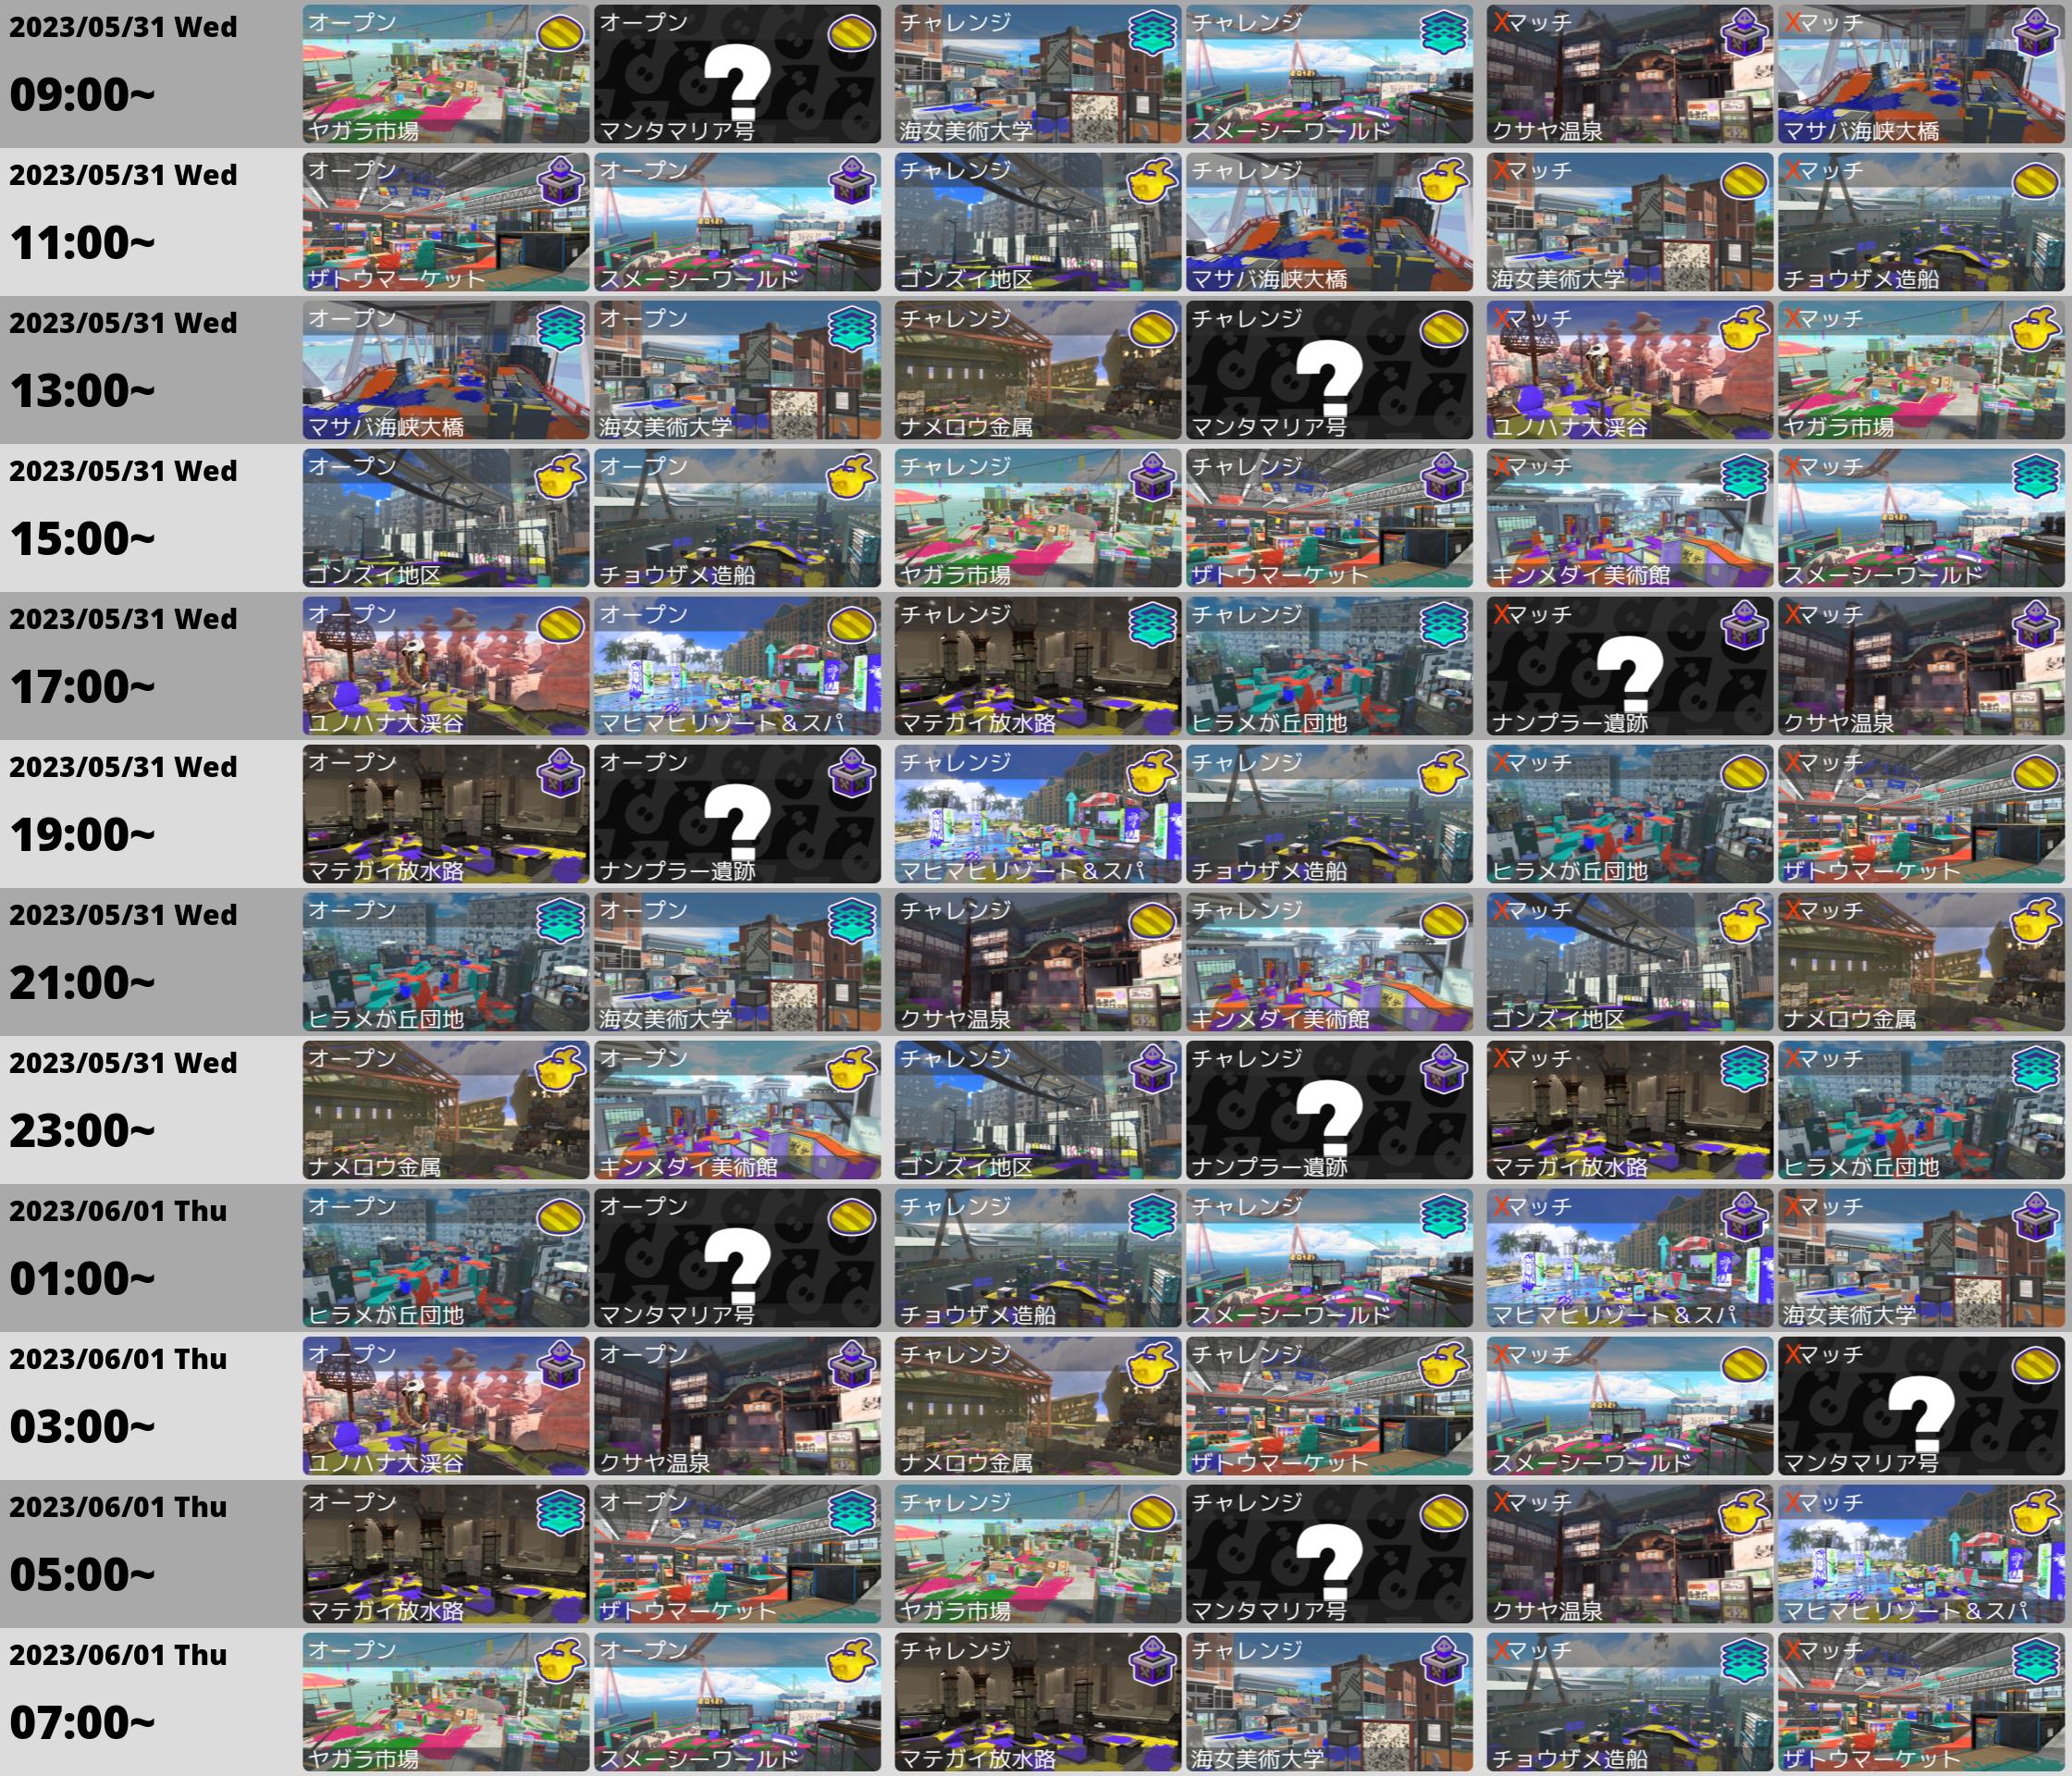 2023/05/31 Wed
09:00~
オープン オープン チャレンジ チャレンジ Xマッチ Xマッチ
ヤガラ市場 マンタマリア号 海女美術大学 スメーシーワールド クサヤ温泉 マサバ海峡大橋
2023/05/31 Wed
11:00~
オープン オープン チャレンジ チャレンジ Xマッチ Xマッチ
ザトウマーケット スメーシーワールド ゴンズイ地区 マサバ海峡大橋 海女美術大学 チョウザメ造船
2023/05/31 Wed
13:00~
オープン オープン チャレンジ チャレンジ Xマッチ Xマッチ
マサバ海峡大橋 海女美術大学 ナメロウ金属 マンタマリア号 ユノハナ大渓谷 ヤガラ市場
2023/05/31 Wed
15:00~
オープン オープン チャレンジ チャレンジ Xマッチ Xマッチ
ゴンズイ地区 チョウザメ造船 ヤガラ市場 ザトウマーケット キンメダイ美術館 スメーシーワールド
2023/05/31 Wed
17:00~
オープン オープン チャレンジ チャレンジ Xマッチ Xマッチ
ユノハナ大渓谷 マヒマヒリゾート&スパ マテガイ放水路 ヒラメが丘団地 ナンプラー遺跡 クサヤ温泉
2023/05/31 Wed
19:00~
オープン オープン チャレンジ チャレンジ Xマッチ Xマッチ
マテガイ放水路 ナンプラー遺跡 マヒマヒリゾート&スパ チョウザメ造船 ヒラメが丘団地 ザトウマーケット
2023/05/31 Wed
21:00~
オープン オープン チャレンジ チャレンジ Xマッチ Xマッチ
ヒラメが丘団地 海女美術大学 クサヤ温泉 キンメダイ美術館 ゴンズイ地区 ナメロウ金属
2023/05/31 Wed
23:00~
オープン オープン チャレンジ チャレンジ Xマッチ Xマッチ
ナメロウ金属 キンメダイ美術館 ゴンズイ地区 ナンプラー遺跡 マテガイ放水路 ヒラメが丘団地
2023/06/01 Thu
01:00~
オープン オープン チャレンジ チャレンジ Xマッチ Xマッチ
ヒラメが丘団地 マンタマリア号 チョウザメ造船 スメーシーワールド マヒマヒリゾート&スパ 海女美術大学
2023/06/01 Thu
03:00~
オープン オープン チャレンジ チャレンジ Xマッチ Xマッチ
ユノハナ大渓谷 クサヤ温泉 ナメロウ金属 ザトウマーケット スメーシーワールド マンタマリア号
2023/06/01 Thu
05:00~
オープン オープン チャレンジ チャレンジ Xマッチ Xマッチ
マテガイ放水路 ザトウマーケット ヤガラ市場 マンタマリア号 クサヤ温泉 マヒマヒリゾート&スパ
2023/06/01 Thu
07:00~
オープン オープン チャレンジ チャレンジ Xマッチ Xマッチ
ヤガラ市場 スメーシーワールド マテガイ放水路 海女美術大学 チョウザメ造船 ザトウマーケット